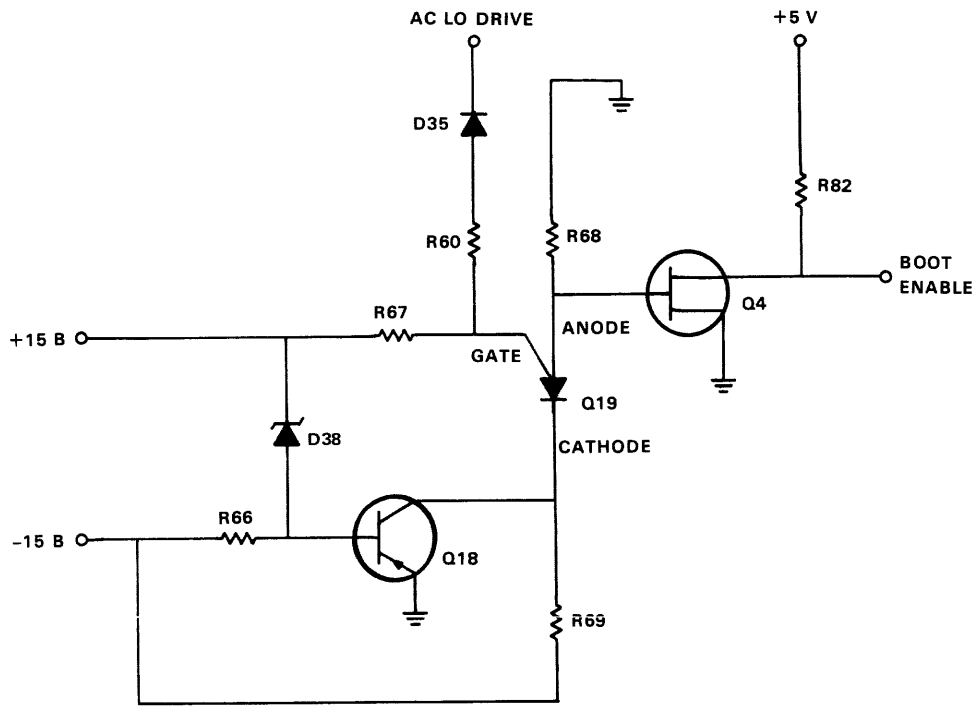 AC LO DRIVE
+5 V
D35
R82
R60
R68
BOOT
ENABLE
Q4
R67
+15 B
ANODE
GATE
Q19
D38
CATHODE
R66
-15 B
Q18
R69